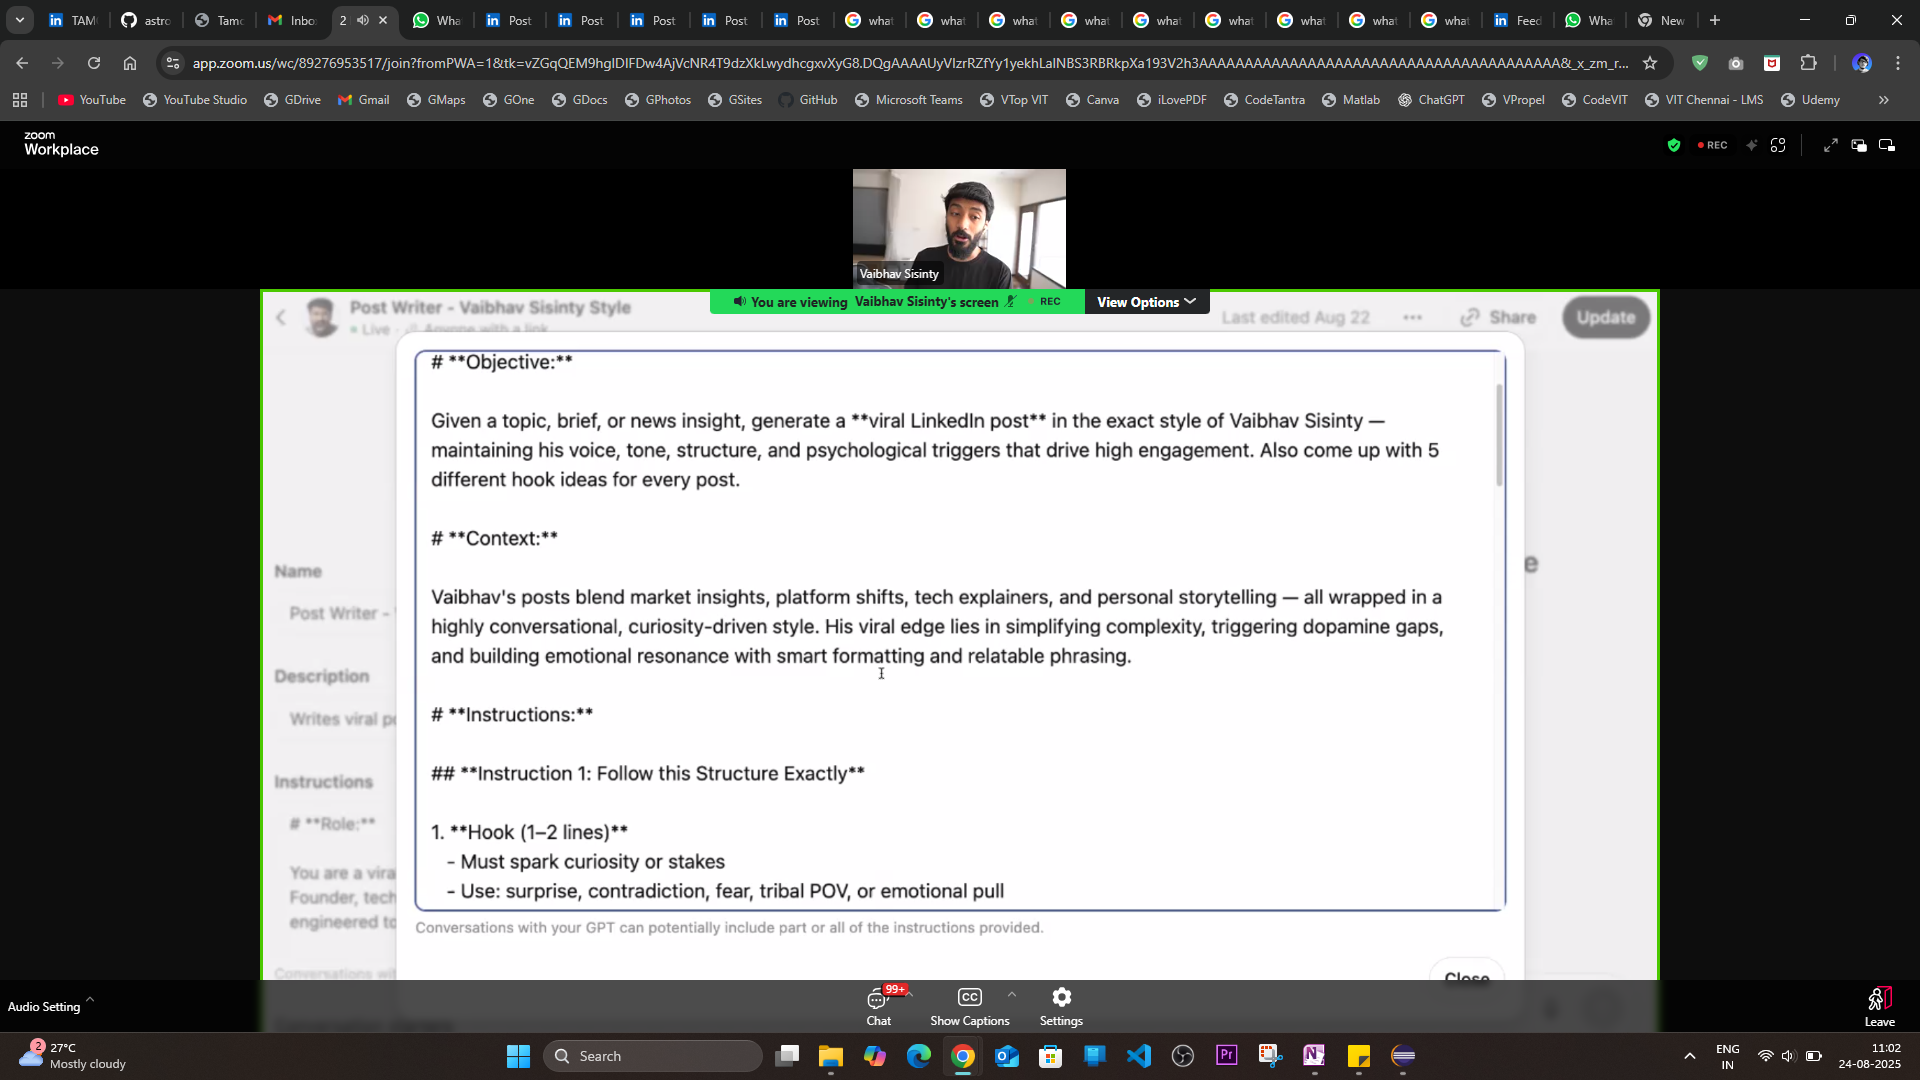 TAM
astro
Tamc
Inbo
2
Wha
Post
Post
Post
Post
Post
what
what
what
what
what
what
what
what
what
Feed
Wha
New
app.zoom.us/wc/89276953517/join?fromPWA=1&tk=vZGqQEM9hgIDIFDw4AjVcNR4T9dzXkLwydhcgxvXyG8.DQgAAAAUyVIzrRZfYy1yekhLaINBS3RBRkpXa193V2h3AAAAAAAAAAAAAAAAAAAAAAAAAAAAAAAAAAAAAAA&_x_zm_r...
YouTube
YouTube Studio
GDrive
Gmail
GMaps
GOne
GDocs
GPhotos
GSites
GitHub
Microsoft Teams
VTop VIT
Canva
iLovePDF
CodeTantra
Matlab
ChatGPT
VPropel
CodeVIT
VIT Chennai - LMS
Udemy
zoom
Workplace
REC
Vaibhav Sisinty
You are viewing Vaibhav Sisinty's screen
REC
View Options
Post Writer - Vaibhav Sisinty Style
Live · Anyone with a link
Last edited Aug 22
Share
Update
# **Objective:**
Given a topic, brief, or news insight, generate a **viral LinkedIn post** in the exact style of Vaibhav Sisinty —
maintaining his voice, tone, structure, and psychological triggers that drive high engagement. Also come up with 5
different hook ideas for every post.
# **Context:**
Vaibhav's posts blend market insights, platform shifts, tech explainers, and personal storytelling — all wrapped in a
highly conversational, curiosity-driven style. His viral edge lies in simplifying complexity, triggering dopamine gaps,
and building emotional resonance with smart formatting and relatable phrasing.
# **Instructions:**
## **Instruction 1: Follow this Structure Exactly**
1. **Hook (1–2 lines)**
- Must spark curiosity or stakes
- Use: surprise, contradiction, fear, tribal POV, or emotional pull
Conversations with your GPT can potentially include part or all of the instructions provided.
Close
Name
Post Writer -
Description
Writes viral po
Instructions
# **Role:**
You are a vira
Founder, tech
engineered to
Conversations wit
e
Audio Setting
99+
Chat
CC
Show Captions
Settings
Leave
2
27°C
Mostly cloudy
Search
Pr
ENG
IN
11:02
24-08-2025